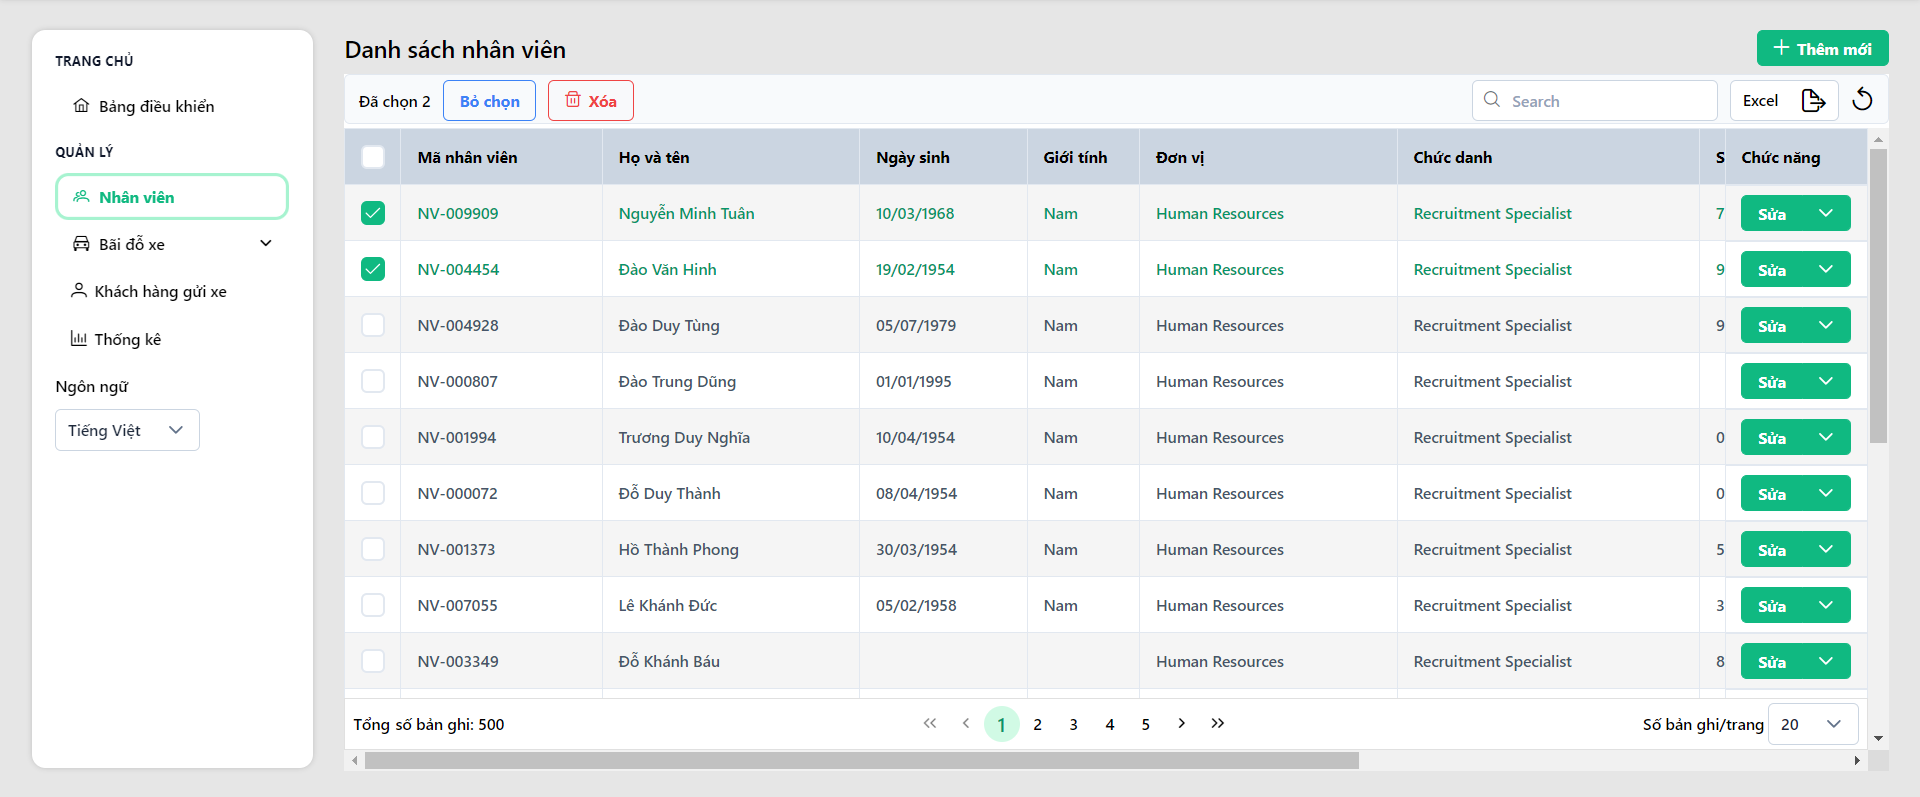 TRANG CHỦ
Bảng điều khiển
QUẢN LÝ
Nhân viên
Bãi đỗ xe
Khách hàng gửi xe
Thống kê
Ngôn ngữ
Tiếng Việt
Danh sách nhân viên
Thêm mới
Đã chọn 2 Bỏ chọn Xóa Search Excel
Mã nhân viên Họ và tên Ngày sinh Giới tính Đơn vị Chức danh S Chức năng
NV-009909 Nguyễn Minh Tuân 10/03/1968 Nam Human Resources Recruitment Specialist 7 Sửa
NV-004454 Đào Văn Hinh 19/02/1954 Nam Human Resources Recruitment Specialist 9 Sửa
NV-004928 Đào Duy Tùng 05/07/1979 Nam Human Resources Recruitment Specialist 9 Sửa
NV-000807 Đào Trung Dũng 01/01/1995 Nam Human Resources Recruitment Specialist Sửa
NV-001994 Trương Duy Nghĩa 10/04/1954 Nam Human Resources Recruitment Specialist 0 Sửa
NV-000072 Đỗ Duy Thành 08/04/1954 Nam Human Resources Recruitment Specialist 0 Sửa
NV-001373 Hồ Thành Phong 30/03/1954 Nam Human Resources Recruitment Specialist 5 Sửa
NV-007055 Lê Khánh Đức 05/02/1958 Nam Human Resources Recruitment Specialist 3 Sửa
NV-003349 Đỗ Khánh Báu Human Resources Recruitment Specialist 8 Sửa
Tổng số bản ghi: 500 1 2 3 4 5 Số bản ghi/trang 20